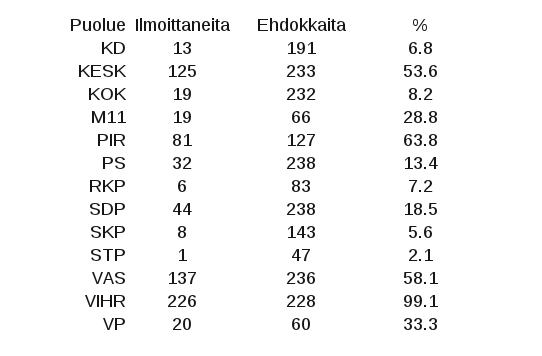 Puolue Ilmoittaneita Ehdokkaita %
KD 13 191 6.8
KESK 125 233 53.6
KOK 19 232 8.2
M11 19 66 28.8
PIR 81 127 63.8
PS 32 238 13.4
RKP 6 83 7.2
SDP 44 238 18.5
SKP 8 143 5.6
STP 1 47 2.1
VAS 137 236 58.1
VIHR 226 228 99.1
VP 20 60 33.3